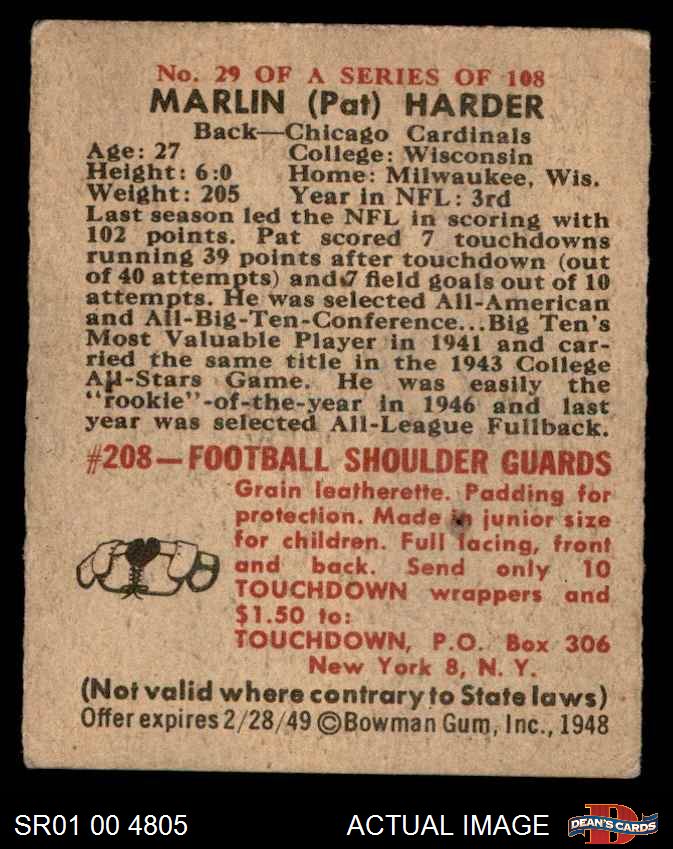 No. 29 OF A SERIES OF 108
MARLIN (Pat) HARDER
Back—Chicago Cardinals
Age: 27 College: Wisconsin
Height: 6:0 Home: Milwaukee, Wis.
Weight: 205 Year in NFL: 3rd
Last season led the NFL in scoring with
102 points. Pat scored 7 touchdowns
running 39 points after touchdown (out
of 40 attempts) and 7 field goals out of 10
attempts. He was selected All-American
and All-Big-Ten-Conference...Big Ten's
Most Valuable Player in 1941 and car-
ried the same title in the 1943 College
All-Stars Game. He was easily the
"rookie"-of-the-year in 1946 and last
year was selected All-League Fullback.
#208—FOOTBALL SHOULDER GUARDS
Grain leatherette. Padding for
protection. Made in junior size
for children. Full lacing, front
and back. Send only 10
TOUCHDOWN wrappers and
$1.50 to:
TOUCHDOWN, P.O. Box 306
New York 8, N. Y.
(Not valid where contrary to State laws)
Offer expires 2/28/49 ©Bowman Gum, Inc., 1948
SR01 00 4805 ACTUAL IMAGE
DEAN'S CARDS